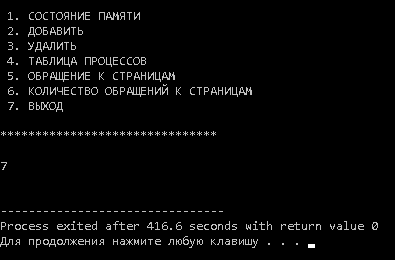 1. СОСТОЯНИЕ ПАМЯТИ
2. ДОБАВИТЬ
3. УДАЛИТЬ
4. ТАБЛИЦА ПРОЦЕССОВ
5. ОБРАЩЕНИЕ К СТРАНИЦАМ
6. КОЛИЧЕСТВО ОБРАЩЕНИЙ К СТРАНИЦАМ
7. ВЫХОД
*******************************
7
--------------------------------
Process exited after 416.6 seconds with return value 0
Для продолжения нажмите любую клавишу . . .